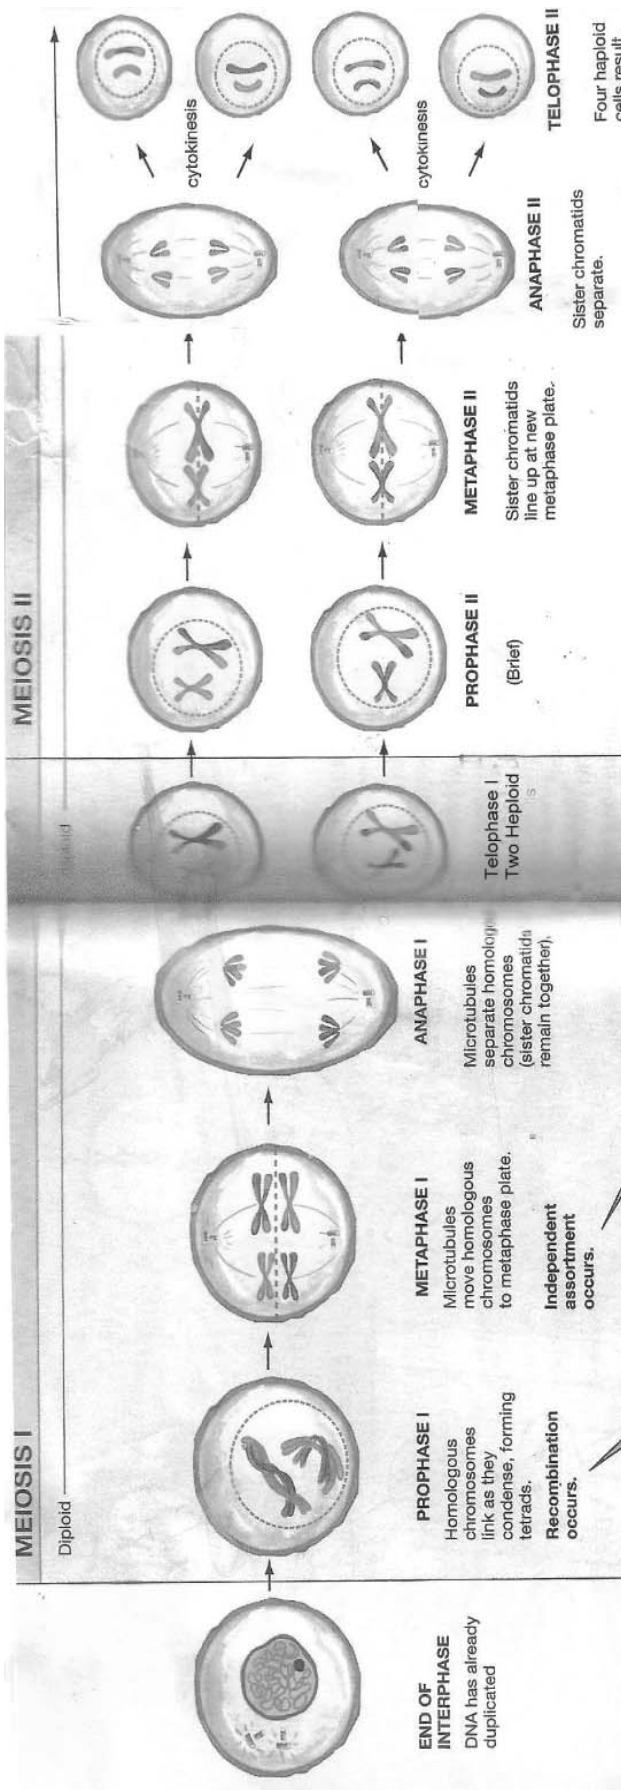 MEIOSIS I
MEIOSIS II
Diploid
END OF
INTERPHASE
DNA has already
duplicated
PROPHASE I
Homologous
chromosomes
link as they
condense, forming
tetrads.
Recombination
occurs.
METAPHASE I
Microtubules
move homologous
chromosomes
to metaphase plate.
Independent
assortment
occurs.
ANAPHASE I
Microtubules
separate homolog
chromosomes
(sister chromatids
remain together).
Telophase I
Two Heploid
s
PROPHASE II
(Brief)
METAPHASE II
Sister chromatids
line up at new
metaphase plate.
ANAPHASE II
Sister chromatids
separate.
cytokinesis
cytokinesis
TELOPHASE II
Four haploid
cells result